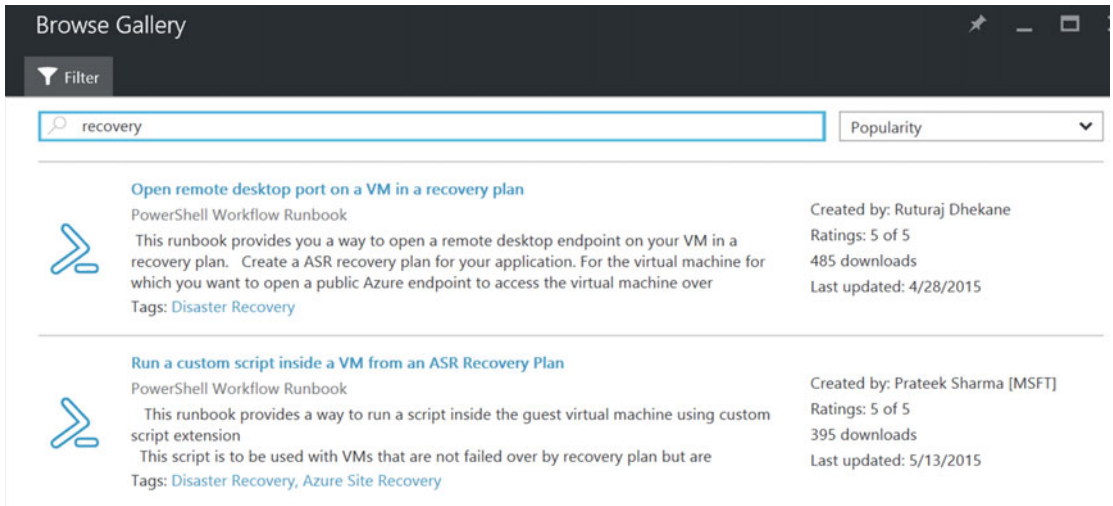 Browse Gallery
Filter
recovery
Popularity
Open remote desktop port on a VM in a recovery plan
PowerShell Workflow Runbook
This runbook provides you a way to open a remote desktop endpoint on your VM in a
recovery plan. Create a ASR recovery plan for your application. For the virtual machine for
which you want to open a public Azure endpoint to access the virtual machine over
Tags: Disaster Recovery
Created by: Ruturaj Dhekane
Ratings: 5 of 5
485 downloads
Last updated: 4/28/2015
Run a custom script inside a VM from an ASR Recovery Plan
PowerShell Workflow Runbook
This runbook provides a way to run a script inside the guest virtual machine using custom
script extension
This script is to be used with VMs that are not failed over by recovery plan but are
Tags: Disaster Recovery, Azure Site Recovery
Created by: Prateek Sharma [MSFT]
Ratings: 5 of 5
395 downloads
Last updated: 5/13/2015